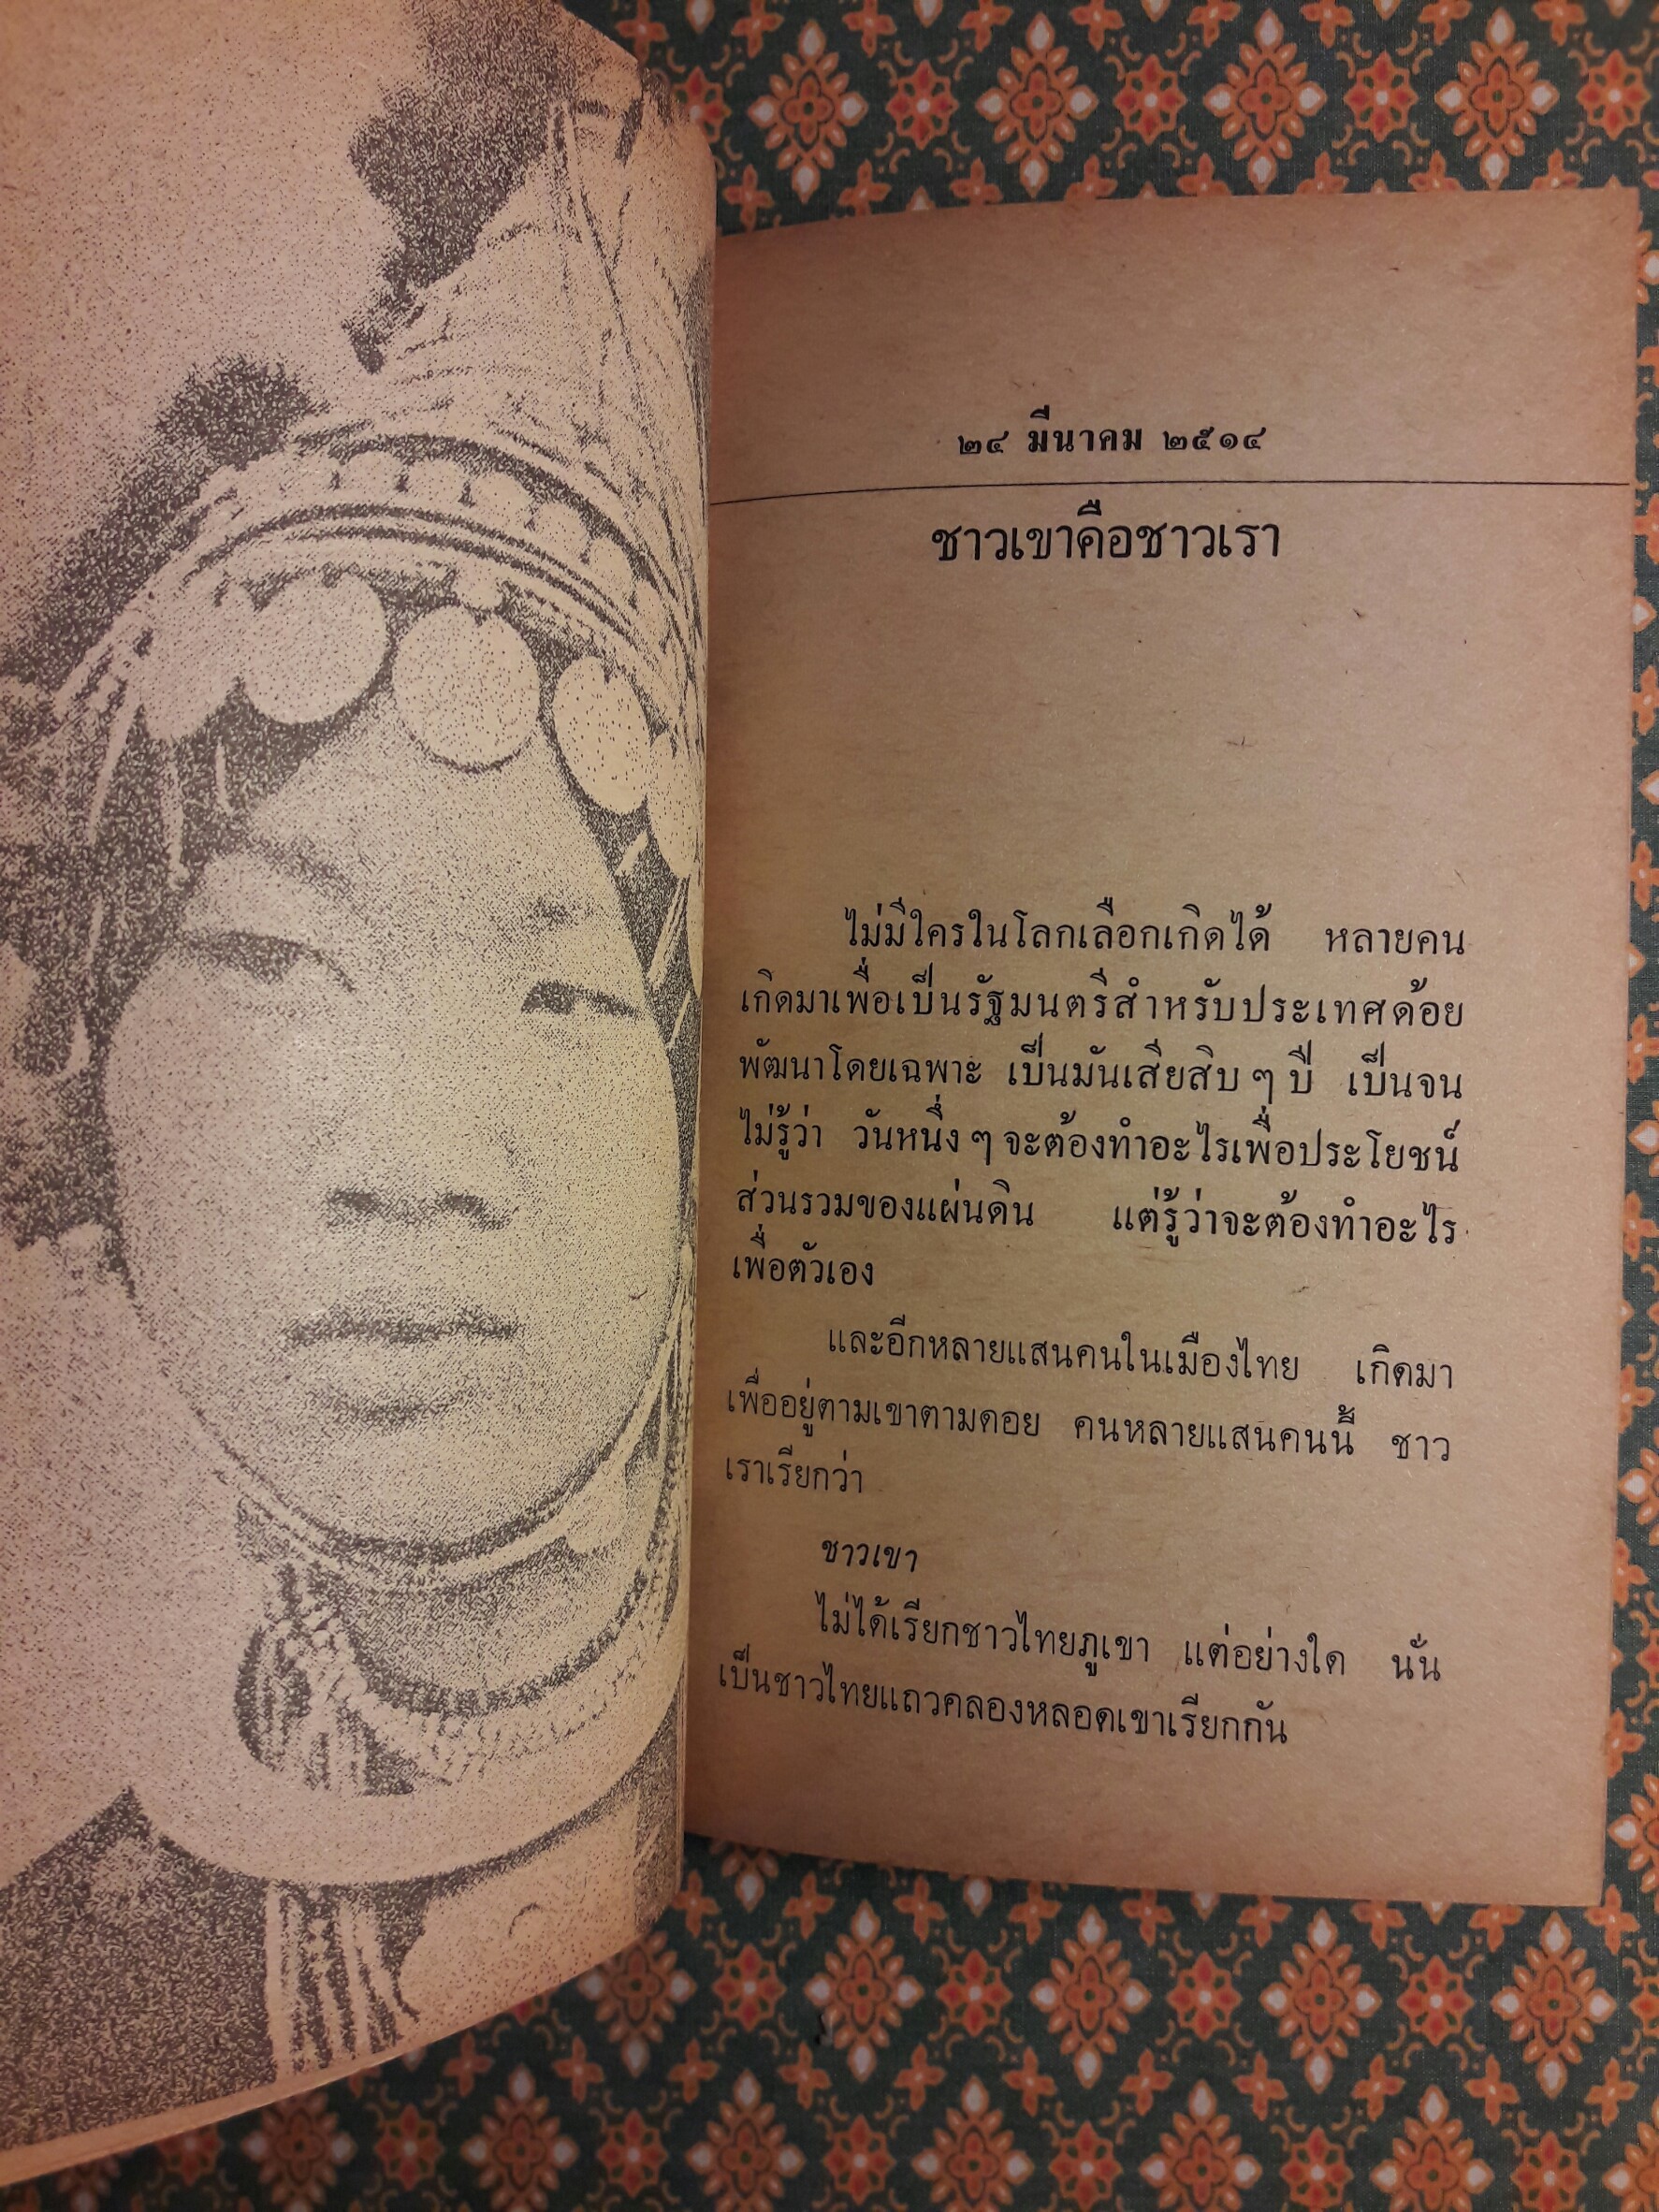 ๒๔ มีนาคม ๒๕๑๔
ชาวเขาคือชาวเรา
ไม่มีใครในโลกเลือกเกิดได้ หลายคน
เกิดมาเพื่อเป็นรัฐมนตรีสำหรับประเทศด้อย
พัฒนาโดยเฉพาะ เป็นมันเสียสิบ ๆ ปี เป็นจน
ไม่รู้ว่า วันหนึ่ง ๆ จะต้องทำอะไรเพื่อประโยชน์
ส่วนรวมของแผ่นดิน แต่รู้ว่าจะต้องทำอะไร
เพื่อตัวเอง
และอีกหลายแสนคนในเมืองไทย เกิดมา
เพื่ออยู่ตามเขาตามดอย คนหลายแสนคนนี้ ชาว
เราเรียกว่า
ชาวเขา
ไม่ได้เรียกชาวไทยภูเขา แต่อย่างใด นั่น
เป็นชาวไทยแถวคลองหลอดเขาเรียกกัน